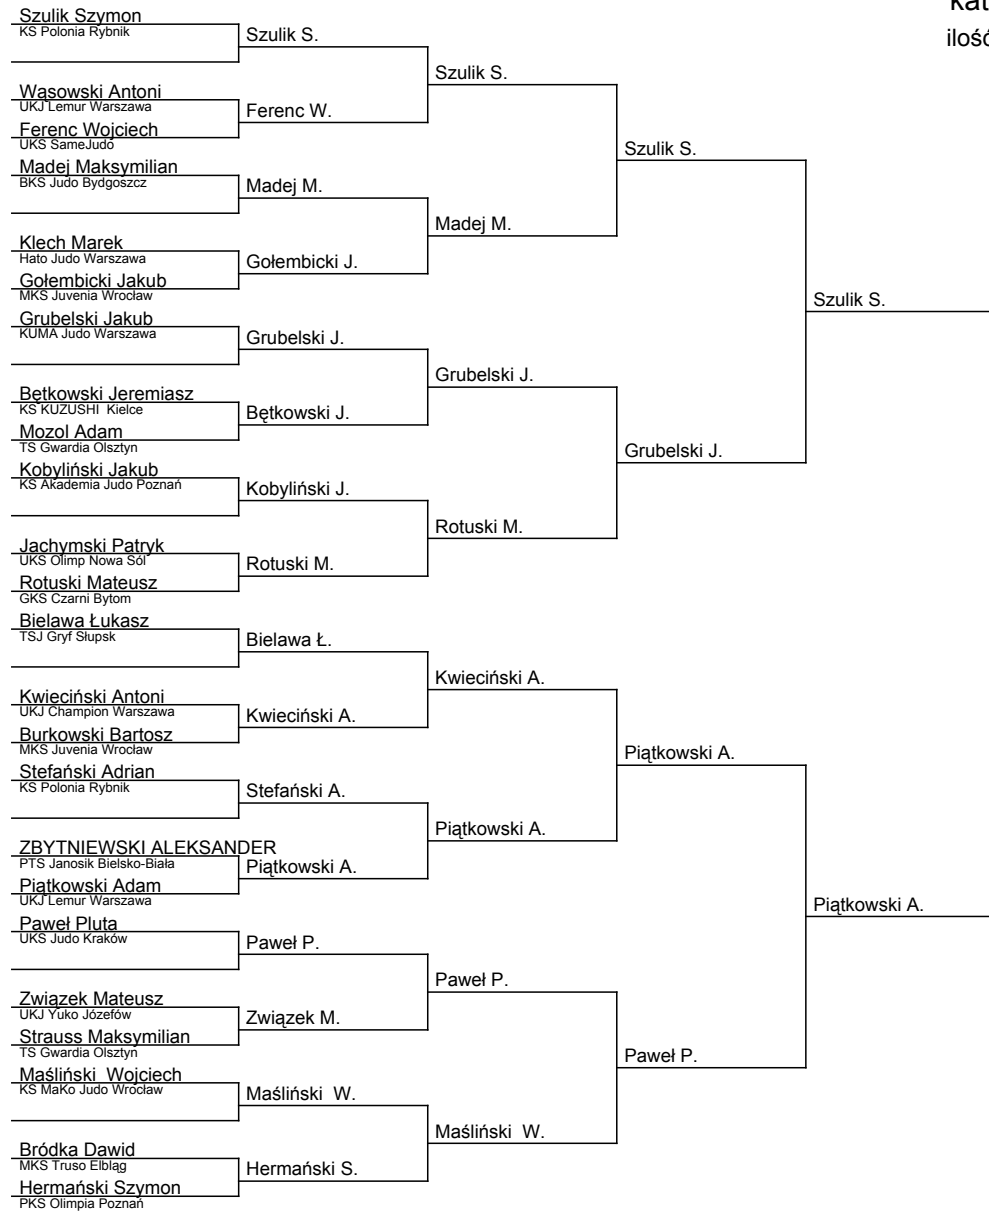 kat
ilość
Szulik Szymon
KS Polonia Rybnik
Wąsowski Antoni
UKJ Lemur Warszawa
Ferenc Wojciech
UKS SameJudo
Madej Maksymilian
BKS Judo Bydgoszcz
Klech Marek
Hato Judo Warszawa
Gołembicki Jakub
MKS Juvenia Wrocław
Grubelski Jakub
KUMA Judo Warszawa
Bętkowski Jeremiasz
KS KUZUSHI  Kielce
Mozol Adam
TS Gwardia Olsztyn
Kobyliński Jakub
KS Akademia Judo Poznań
Jachymski Patryk
UKS Olimp Nowa Sól
Rotuski Mateusz
GKS Czarni Bytom
Bielawa Łukasz
TSJ Gryf Słupsk
Kwieciński Antoni
UKJ Champion Warszawa
Burkowski Bartosz
MKS Juvenia Wrocław
Stefański Adrian
KS Polonia Rybnik
ZBYTNIEWSKI ALEKSANDER
PTS Janosik Bielsko-Biała
Piątkowski Adam
UKJ Lemur Warszawa
Paweł Pluta
UKS Judo Kraków
Związek Mateusz
UKJ Yuko Józefów
Strauss Maksymilian
TS Gwardia Olsztyn
Maśliński  Wojciech
KS MaKo Judo Wrocław
Bródka Dawid
MKS Truso Elbląg
Hermański Szymon
PKS Olimpia Poznań
Szulik S.
Ferenc W.
Madej M.
Gołembicki J.
Grubelski J.
Bętkowski J.
Kobyliński J.
Rotuski M.
Bielawa Ł.
Kwieciński A.
Stefański A.
Piątkowski A.
Paweł P.
Związek M.
Maśliński  W.
Hermański S.
Szulik S.
Madej M.
Grubelski J.
Rotuski M.
Kwieciński A.
Piątkowski A.
Paweł P.
Maśliński  W.
Szulik S.
Grubelski J.
Piątkowski A.
Paweł P.
Szulik S.
Piątkowski A.